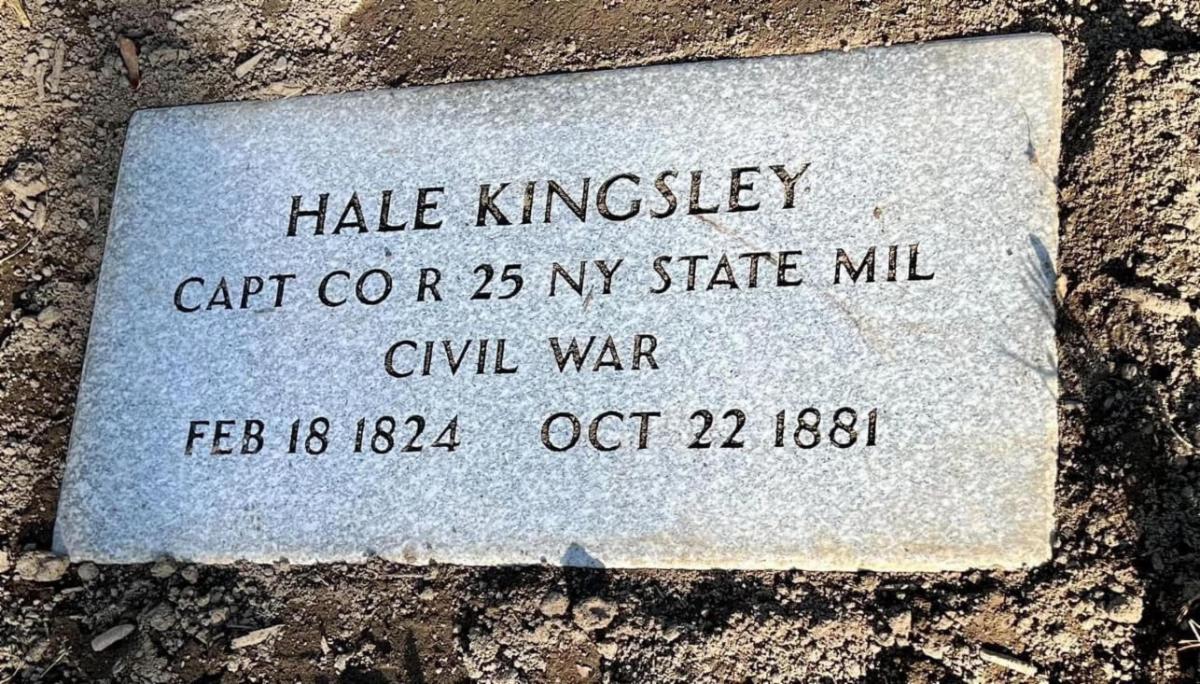 HALE KINGSLEY
CAPT CO R 25 NY STATE MIL
CIVIL WAR
FEB 18 1824 OCT 22 1881